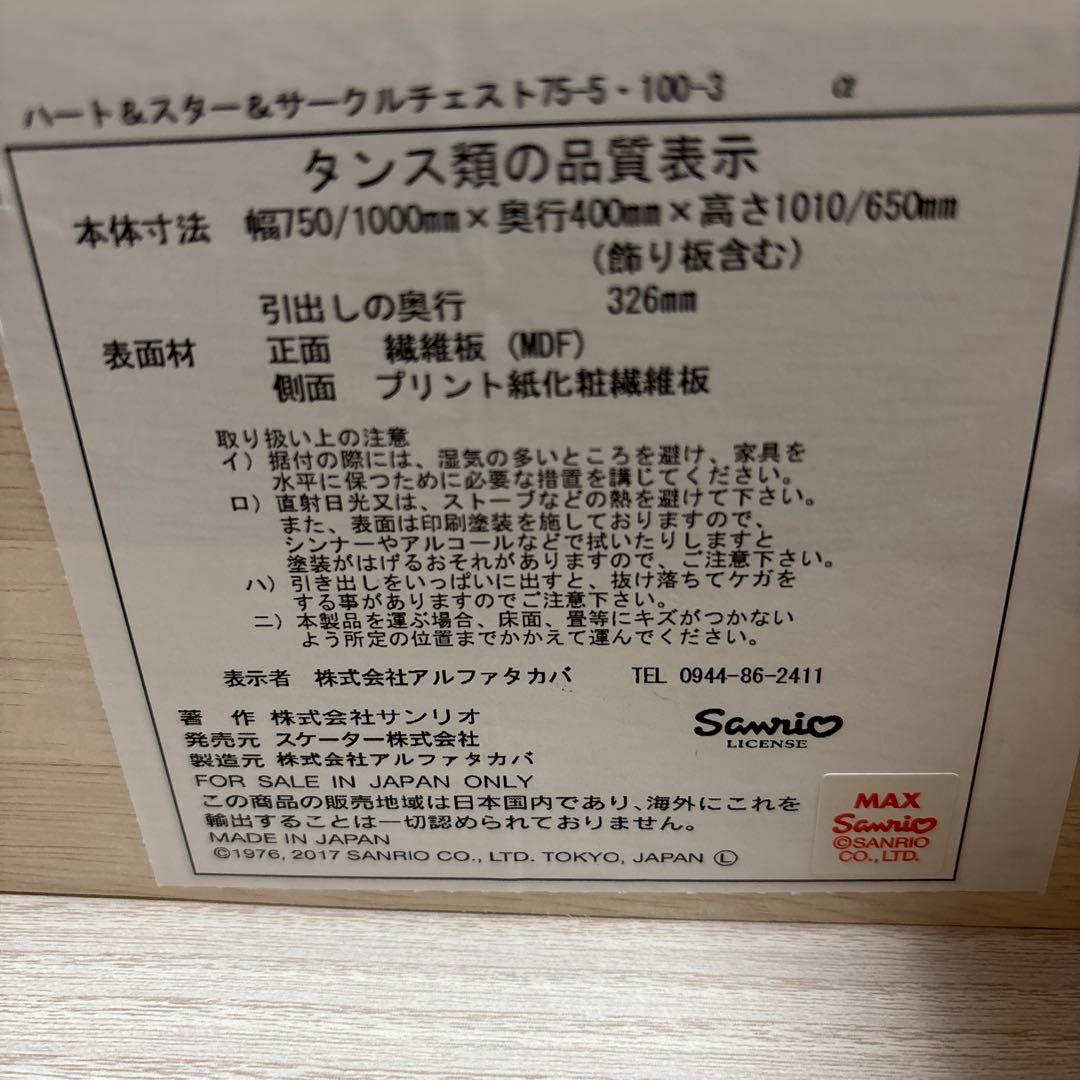 ハート＆スター＆サークルチェスト75-5・100-3 α
タンス類の品質表示
本体寸法 幅750/1000mm×奥行400mm×高さ1010/650mm
（飾り板含む）
引出しの奥行 326mm
表面材 正面 繊維板（MDF）
側面 プリント紙化粧繊維板
取り扱い上の注意
イ）据付の際には、湿気の多いところを避け、家具を
水平に保つために必要な措置を講じてください。
ロ）直射日光又は、ストーブなどの熱を避けて下さい。
また、表面は印刷塗装を施しておりますので、
シンナーやアルコールなどで拭いたりしますと
塗装がはげるおそれがありますので、ご注意下さい。
ハ）引き出しをいっぱいに出すと、抜け落ちてケガを
する事がありますのでご注意下さい。
ニ）本製品を運ぶ場合、床面、畳等にキズがつかない
よう所定の位置までかかえて運んでください。
表示者 株式会社アルファタカバ TEL 0944-86-2411
著 作 株式会社サンリオ
発売元 スケーター株式会社
製造元 株式会社アルファタカバ
Sanrio
LICENSE
FOR SALE IN JAPAN ONLY
この商品の販売地域は日本国内であり、海外にこれを
輸出することは一切認められておりません。
MADE IN JAPAN
©1976, 2017 SANRIO CO., LTD. TOKYO, JAPAN Ⓛ
MAX
Sanrio
©SANRIO
CO., LTD.